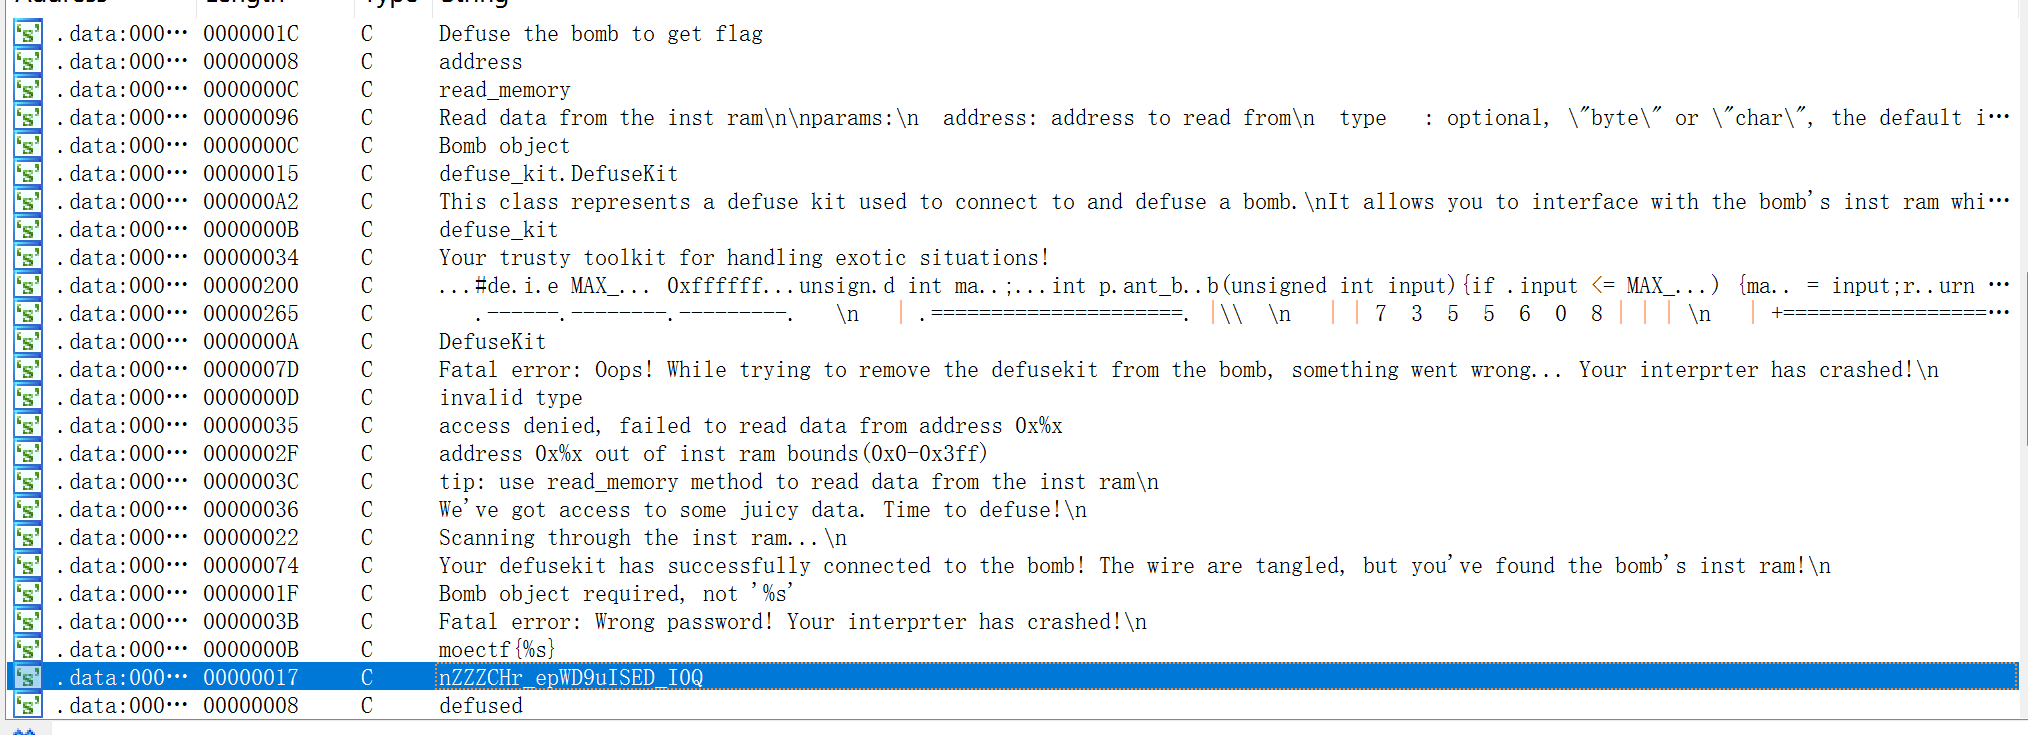 .data:000… 0000001C C Defuse the bomb to get flag
.data:000… 00000008 C address
.data:000… 0000000C C read_memory
.data:000… 00000096 C Read data from the inst ram\n\nparams:\n  address: address to read from\n  type   : optional, \"byte\" or \"char\", the default i…
.data:000… 0000000C C Bomb object
.data:000… 00000015 C defuse_kit.DefuseKit
.data:000… 000000A2 C This class represents a defuse kit used to connect to and defuse a bomb.\nIt allows you to interface with the bomb's inst ram whi…
.data:000… 0000000B C defuse_kit
.data:000… 00000034 C Your trusty toolkit for handling exotic situations!
.data:000… 00000200 C ...#de.i.e MAX_... 0xffffff...unsign.d int ma..;...int p.ant_b..b(unsigned int input){if .input <= MAX_...) {ma.. = input;r..urn …
.data:000… 00000265 C    .------.--------.---------.    \n   | .=====================. |\\  \n   | | 7  3  5  5  6  0  8 | | | \n   | +=================…
.data:000… 0000000A C DefuseKit
.data:000… 0000007D C Fatal error: Oops! While trying to remove the defusekit from the bomb, something went wrong... Your interprter has crashed!\n
.data:000… 0000000D C invalid type
.data:000… 00000035 C access denied, failed to read data from address 0x%x
.data:000… 0000002F C address 0x%x out of inst ram bounds(0x0-0x3ff)
.data:000… 0000003C C tip: use read_memory method to read data from the inst ram\n
.data:000… 00000036 C We've got access to some juicy data. Time to defuse!\n
.data:000… 00000022 C Scanning through the inst ram...\n
.data:000… 00000074 C Your defusekit has successfully connected to the bomb! The wire are tangled, but you've found the bomb's inst ram!\n
.data:000… 0000001F C Bomb object required, not '%s'
.data:000… 0000003B C Fatal error: Wrong password! Your interprter has crashed!\n
.data:000… 0000000B C moectf{%s}
.data:000… 00000017 C nZZZCHr_epWD9uISED_I0Q
.data:000… 00000008 C defused